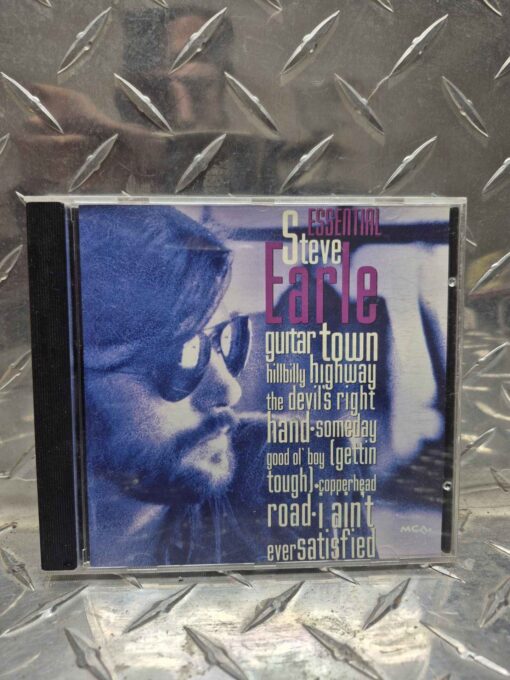 ESSENTIAL
Steve
Earle
guitar town
hillbilly highway
the devil's right
hand•someday
good ol' boy (gettin
tough)•copperhead
road•i ain't
ever satisfied
MCA